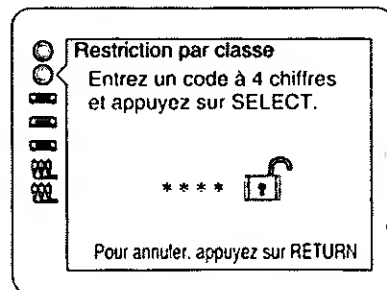 Restriction par classe
Entrez un code à 4 chiffres
et appuyez sur SELECT.
* * * *
Pour annuler, appuyez sur RETURN